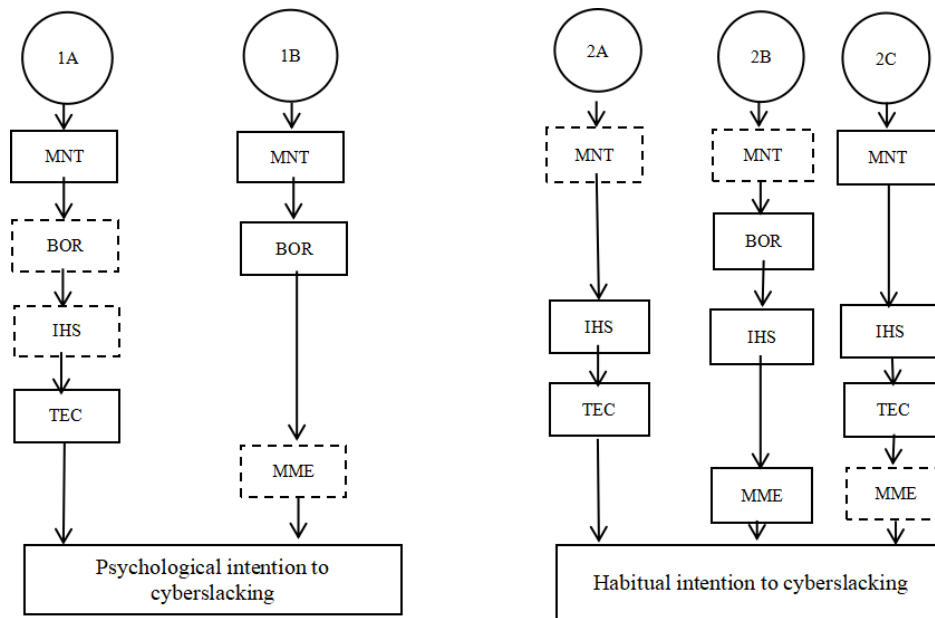 1A
1B
2A
2B
2C
MNT
MNT
MNT
MNT
MNT
BOR
BOR
BOR
IHS
IHS
IHS
IHS
TEC
TEC
TEC
MME
MME
MME
Psychological intention to
cyberslacking
Habitual intention to cyberslacking